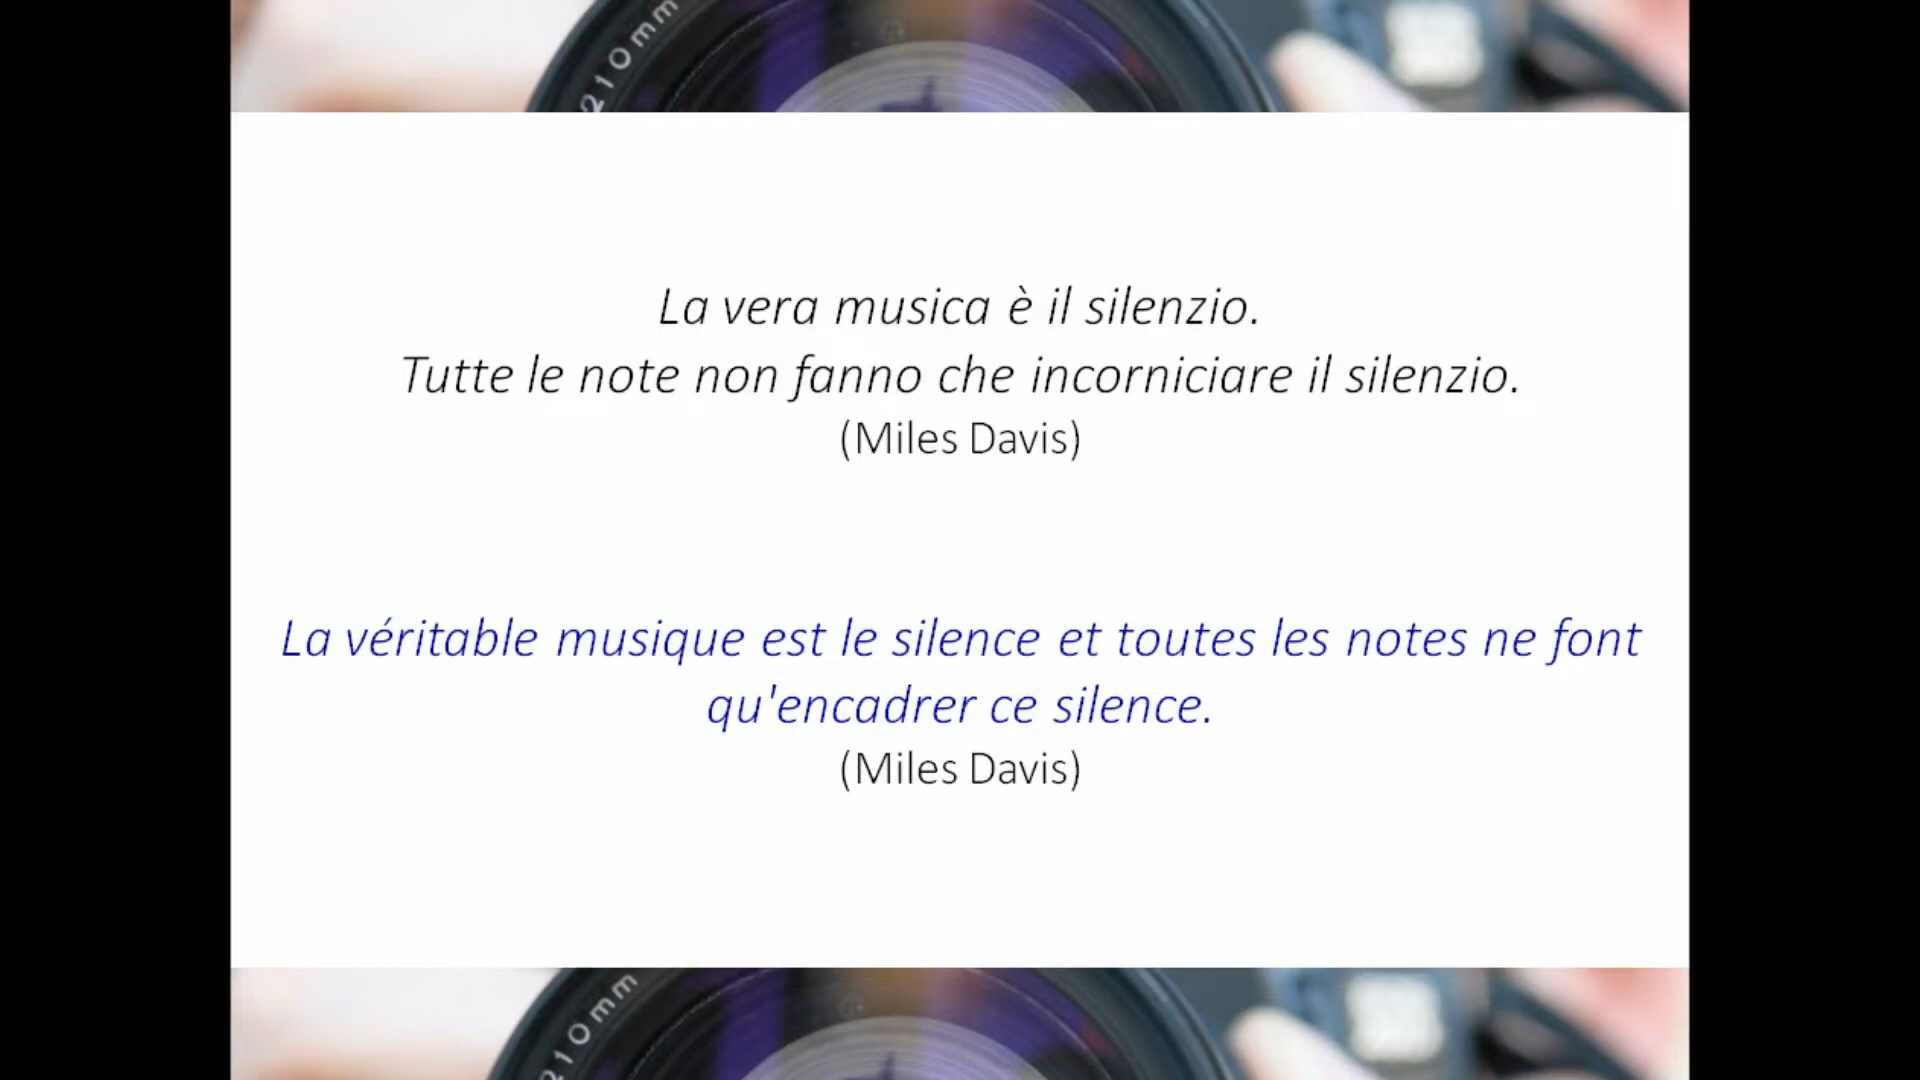 210mm
La vera musica è il silenzio.
Tutte le note non fanno che incorniciare il silenzio.
(Miles Davis)
La véritable musique est le silence et toutes les notes ne font
qu'encadrer ce silence.
(Miles Davis)
210mm